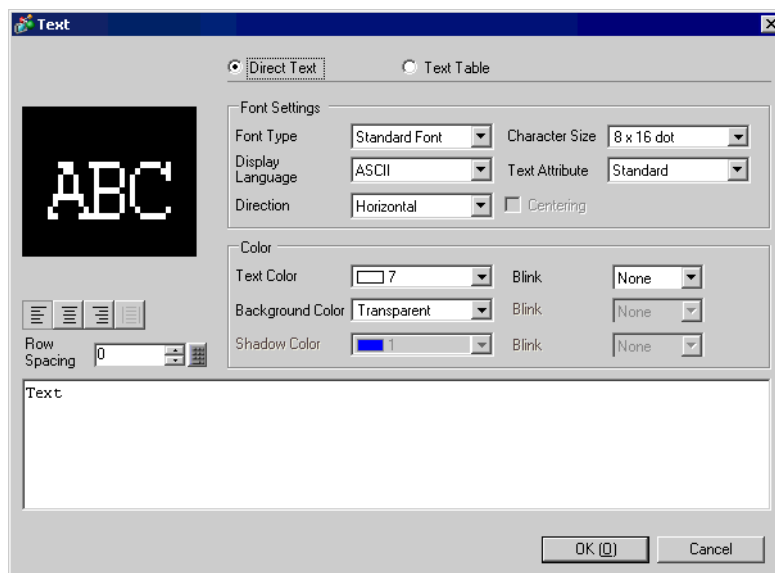 Text
Direct Text Text Table
Font Settings
Font Type Standard Font Character Size 8 x 16 dot
Display Language ASCII Text Attribute Standard
Direction Horizontal Centering
ABC
Color
Text Color 7 Blink None
Background Color Transparent Blink None
Shadow Color 1 Blink None
Row Spacing 0
Text
OK (O) Cancel